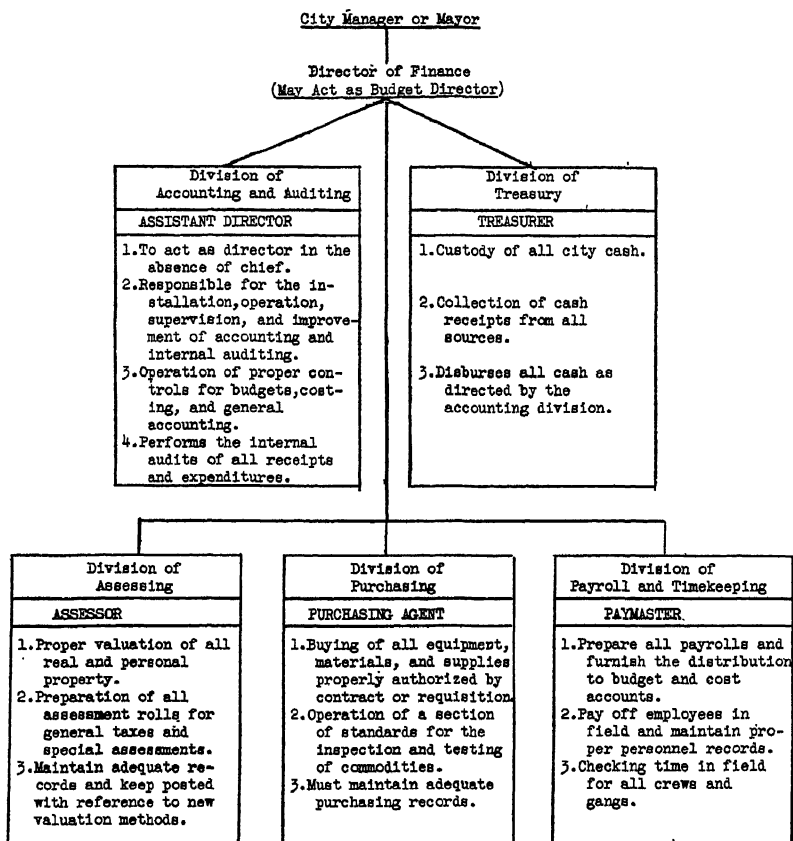 City Manager or Mayor
Director of Finance
(May Act as Budget Director)
Division of
Accounting and Auditing
ASSISTANT DIRECTOR
1.To act as director in the
absence of chief.
2.Responsible for the in-
stallation,operation,
supervision, and improve-
ment of accounting and
internal auditing.
3.Operation of proper con-
trols for budgets,cost-
ing, and general
accounting.
4.Performs the internal
audits of all receipts
and expenditures.
Division of
Treasury
TREASURER
1.Custody of all city cash.
2.Collection of cash
receipts from all
sources.
3.Disburses all cash as
directed by the
accounting division.
Division of
Assessing
ASSESSOR
1.Proper valuation of all
real and personal
property.
2.Preparation of all
assessment rolls for
general taxes and
special assessments.
3.Maintain adequate re-
cords and keep posted
with reference to new
valuation methods.
Division of
Purchasing
PURCHASING AGENT
1.Buying of all equipment,
materials, and supplies
properly authorized by
contract or requisition.
2.Operation of a section
of standards for the
inspection and testing
of commodities.
3.Must maintain adequate
purchasing records.
Division of
Payroll and Timekeeping
PAYMASTER
1.Prepare all payrolls and
furnish the distribution
to budget and cost
accounts.
2.Pay off employees in
field and maintain pro-
per personnel records.
3.Checking time in field
for all crews and
gangs.